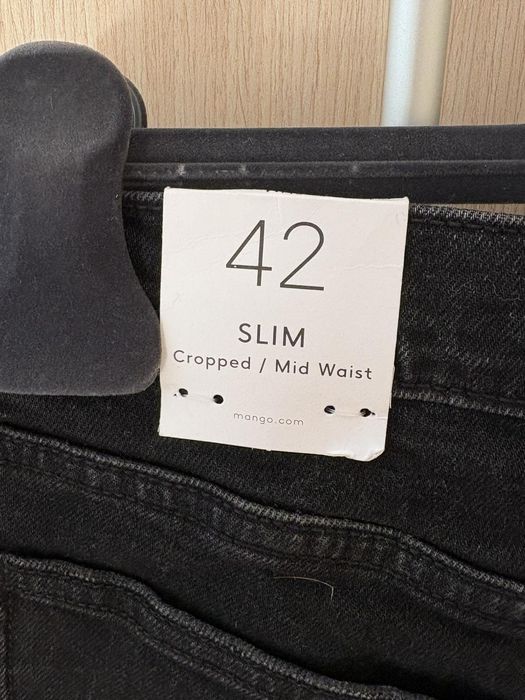 42
SLIM
Cropped / Mid Waist
mango.com